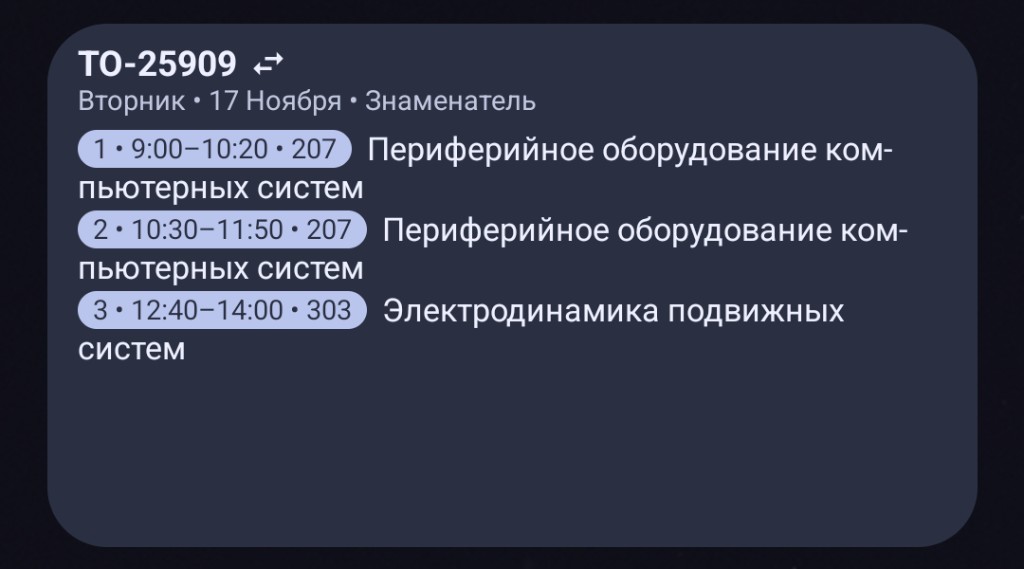 ТО-25909
Вторник • 17 Ноября • Знаменатель
1 • 9:00–10:20 • 207 Периферийное оборудование ком-
пьютерных систем
2 • 10:30–11:50 • 207 Периферийное оборудование ком-
пьютерных систем
3 • 12:40–14:00 • 303 Электродинамика подвижных
систем